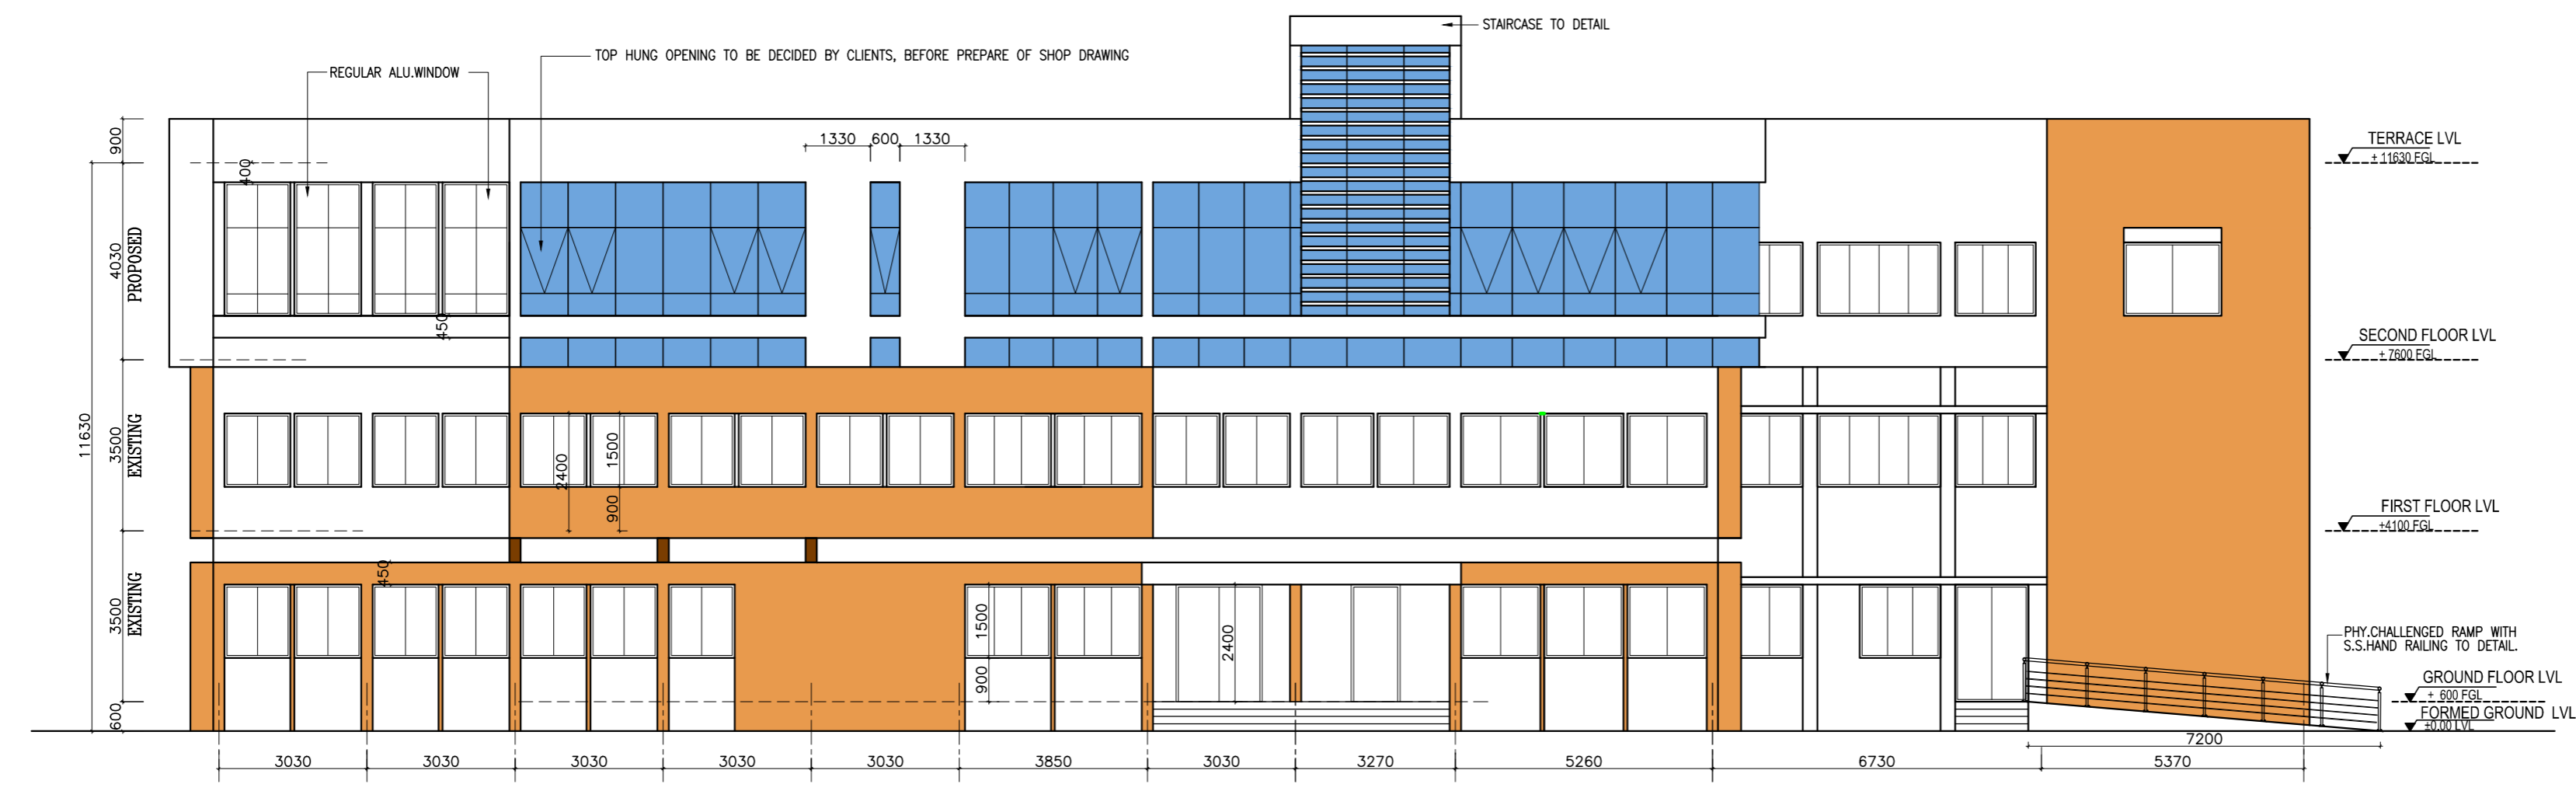 STAIRCASE TO DETAIL
TOP HUNG OPENING TO BE DECIDED BY CLIENTS, BEFORE PREPARE OF SHOP DRAWING
REGULAR ALU.WINDOW
900
1330 600 1330
TERRACE LVL
+ 11630 FGL
400
4030
PROPOSED
450
SECOND FLOOR LVL
+ 7600 FGL
11630
3500
EXISTING
2400
1500
900
FIRST FLOOR LVL
+4100 FGL
450
3500
EXISTING
1500
900
2400
PHY.CHALLENGED RAMP WITH
S.S.HAND RAILING TO DETAIL.
GROUND FLOOR LVL
+ 600 FGL
600
FORMED GROUND LVL
±0.00 LVL
7200
3030 3030 3030 3030 3030 3850 3030 3270 5260 6730 5370